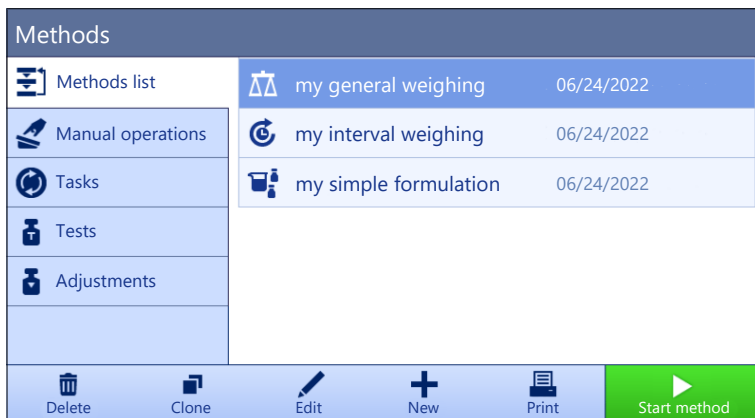 Methods
Methods list
Manual operations
Tasks
Tests
Adjustments
my general weighing 06/24/2022
my interval weighing 06/24/2022
my simple formulation 06/24/2022
Delete Clone Edit New Print Start method